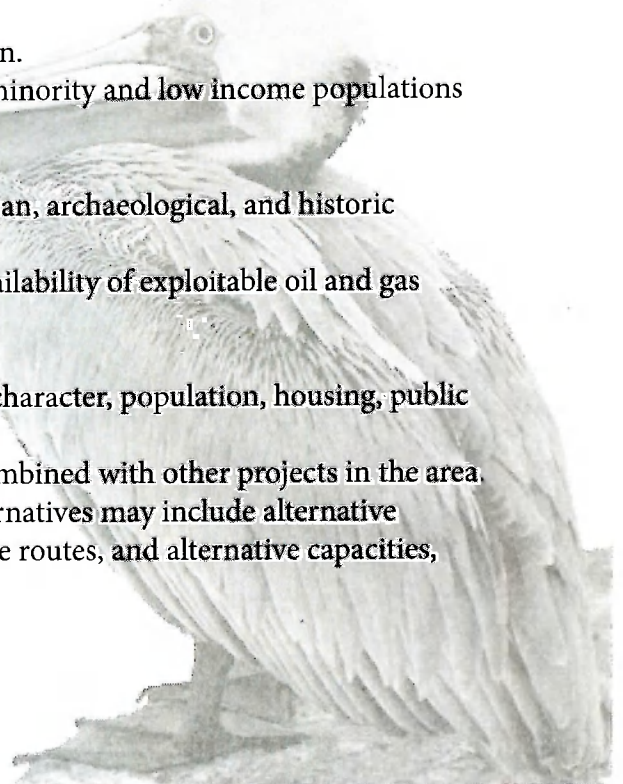 n.
minority and low income populations
an, archaeological, and historic
ailability of exploitable oil and gas
character, population, housing, public
mbined with other projects in the area.
rnatives may include alternative
e routes, and alternative capacities,